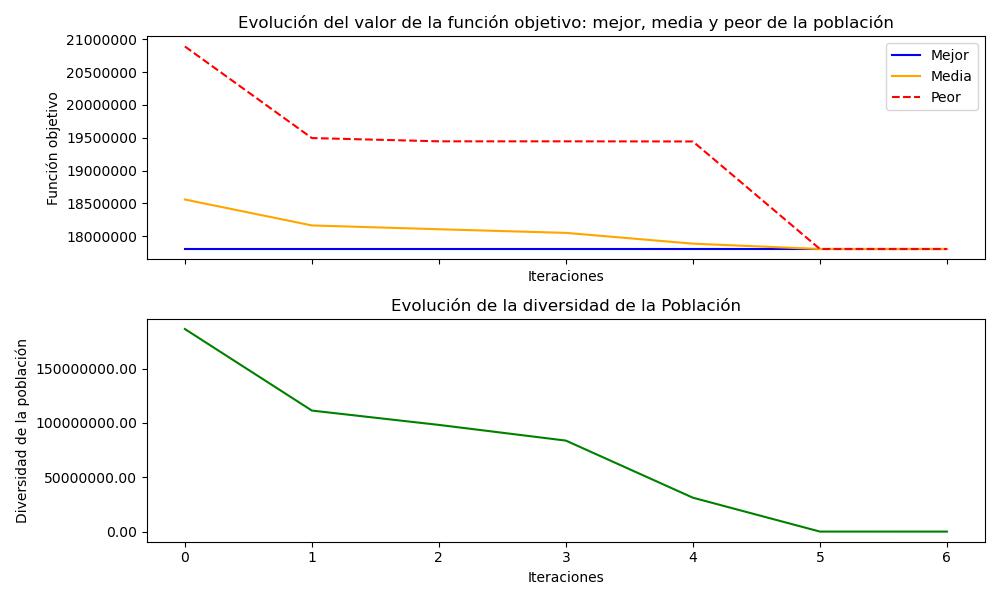 Evolución del valor de la función objetivo: mejor, media y peor de la población
21000000
20500000
20000000
19500000
19000000
18500000
18000000
Función objetivo
Mejor
Media
Peor
Iteraciones
Evolución de la diversidad de la Población
150000000.00
100000000.00
50000000.00
0.00
Diversidad de la población
0 1 2 3 4 5 6
Iteraciones